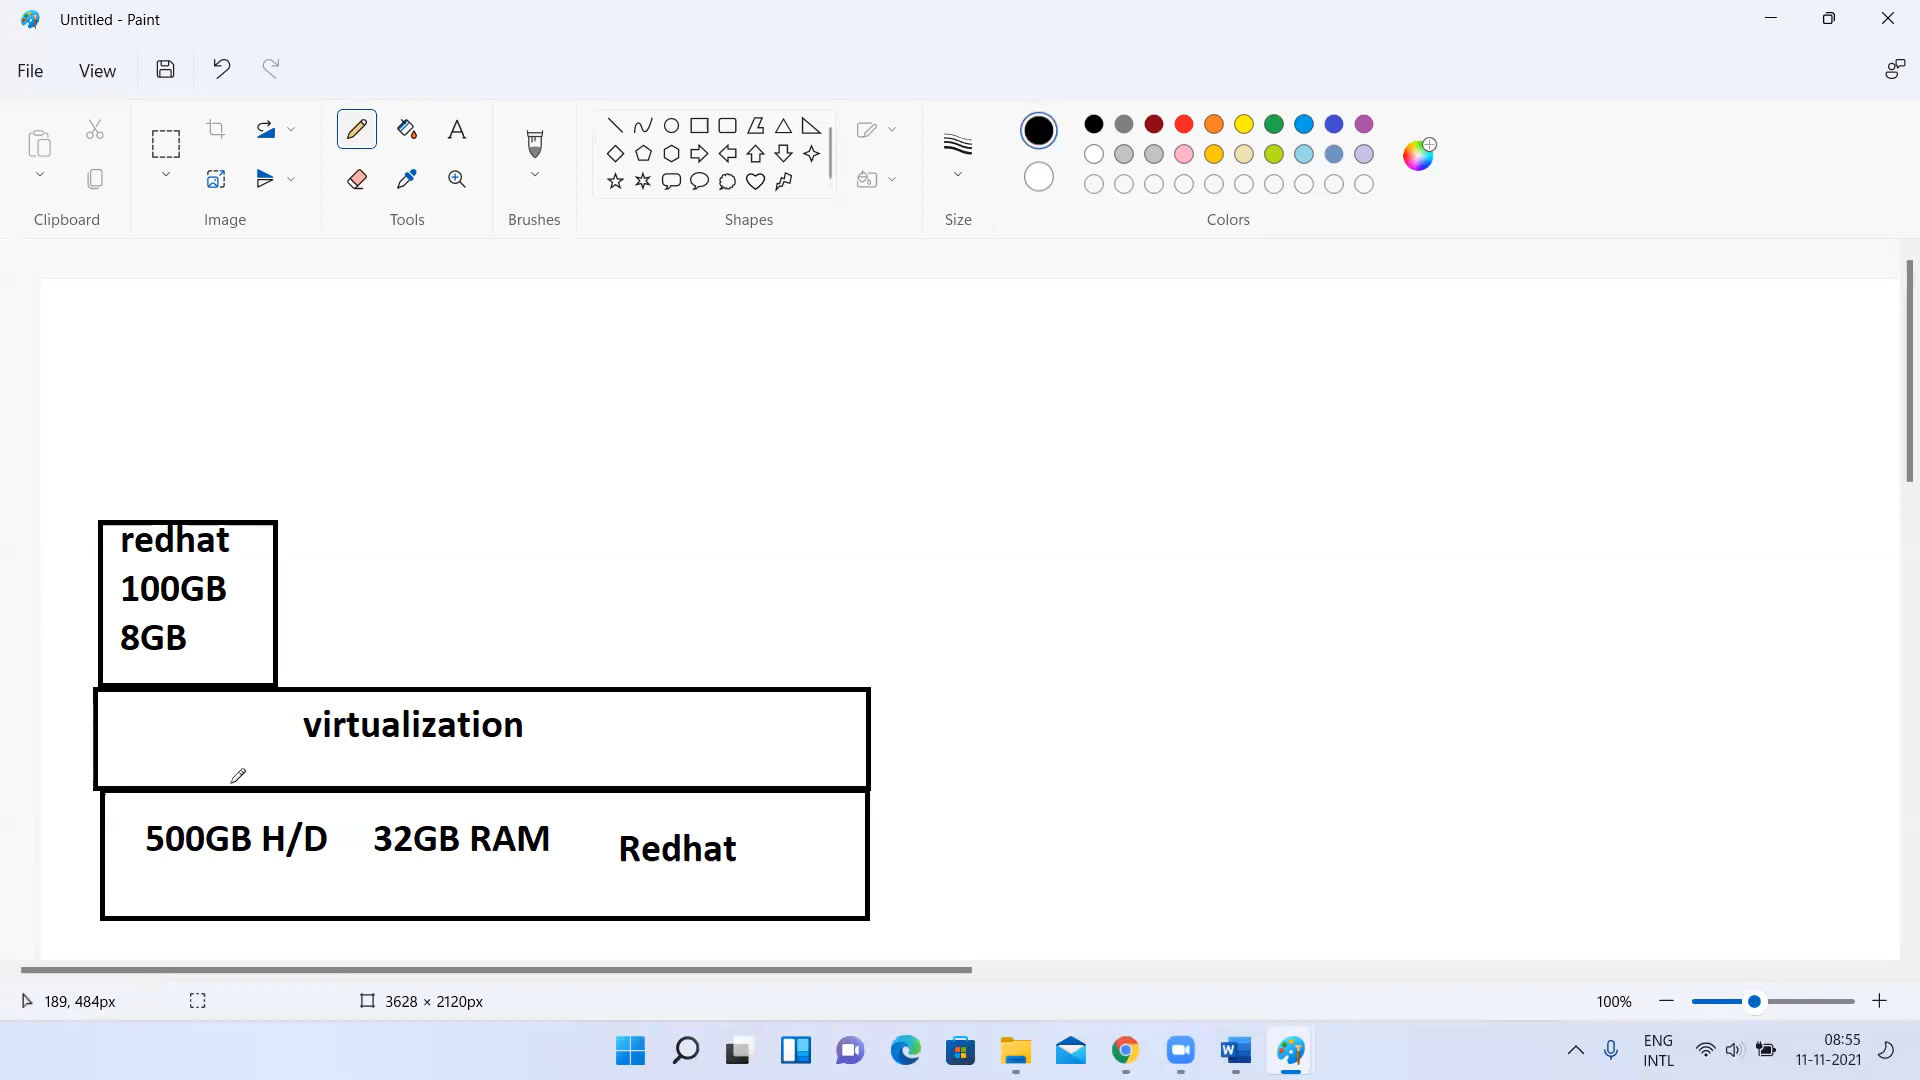 Untitled - Paint
File View
Clipboard Image Tools Brushes Shapes Size Colors
redhat
100GB
8GB
virtualization
500GB H/D 32GB RAM Redhat
189, 484px 3628 × 2120px 100%
ENG 08:55
INTL 11-11-2021